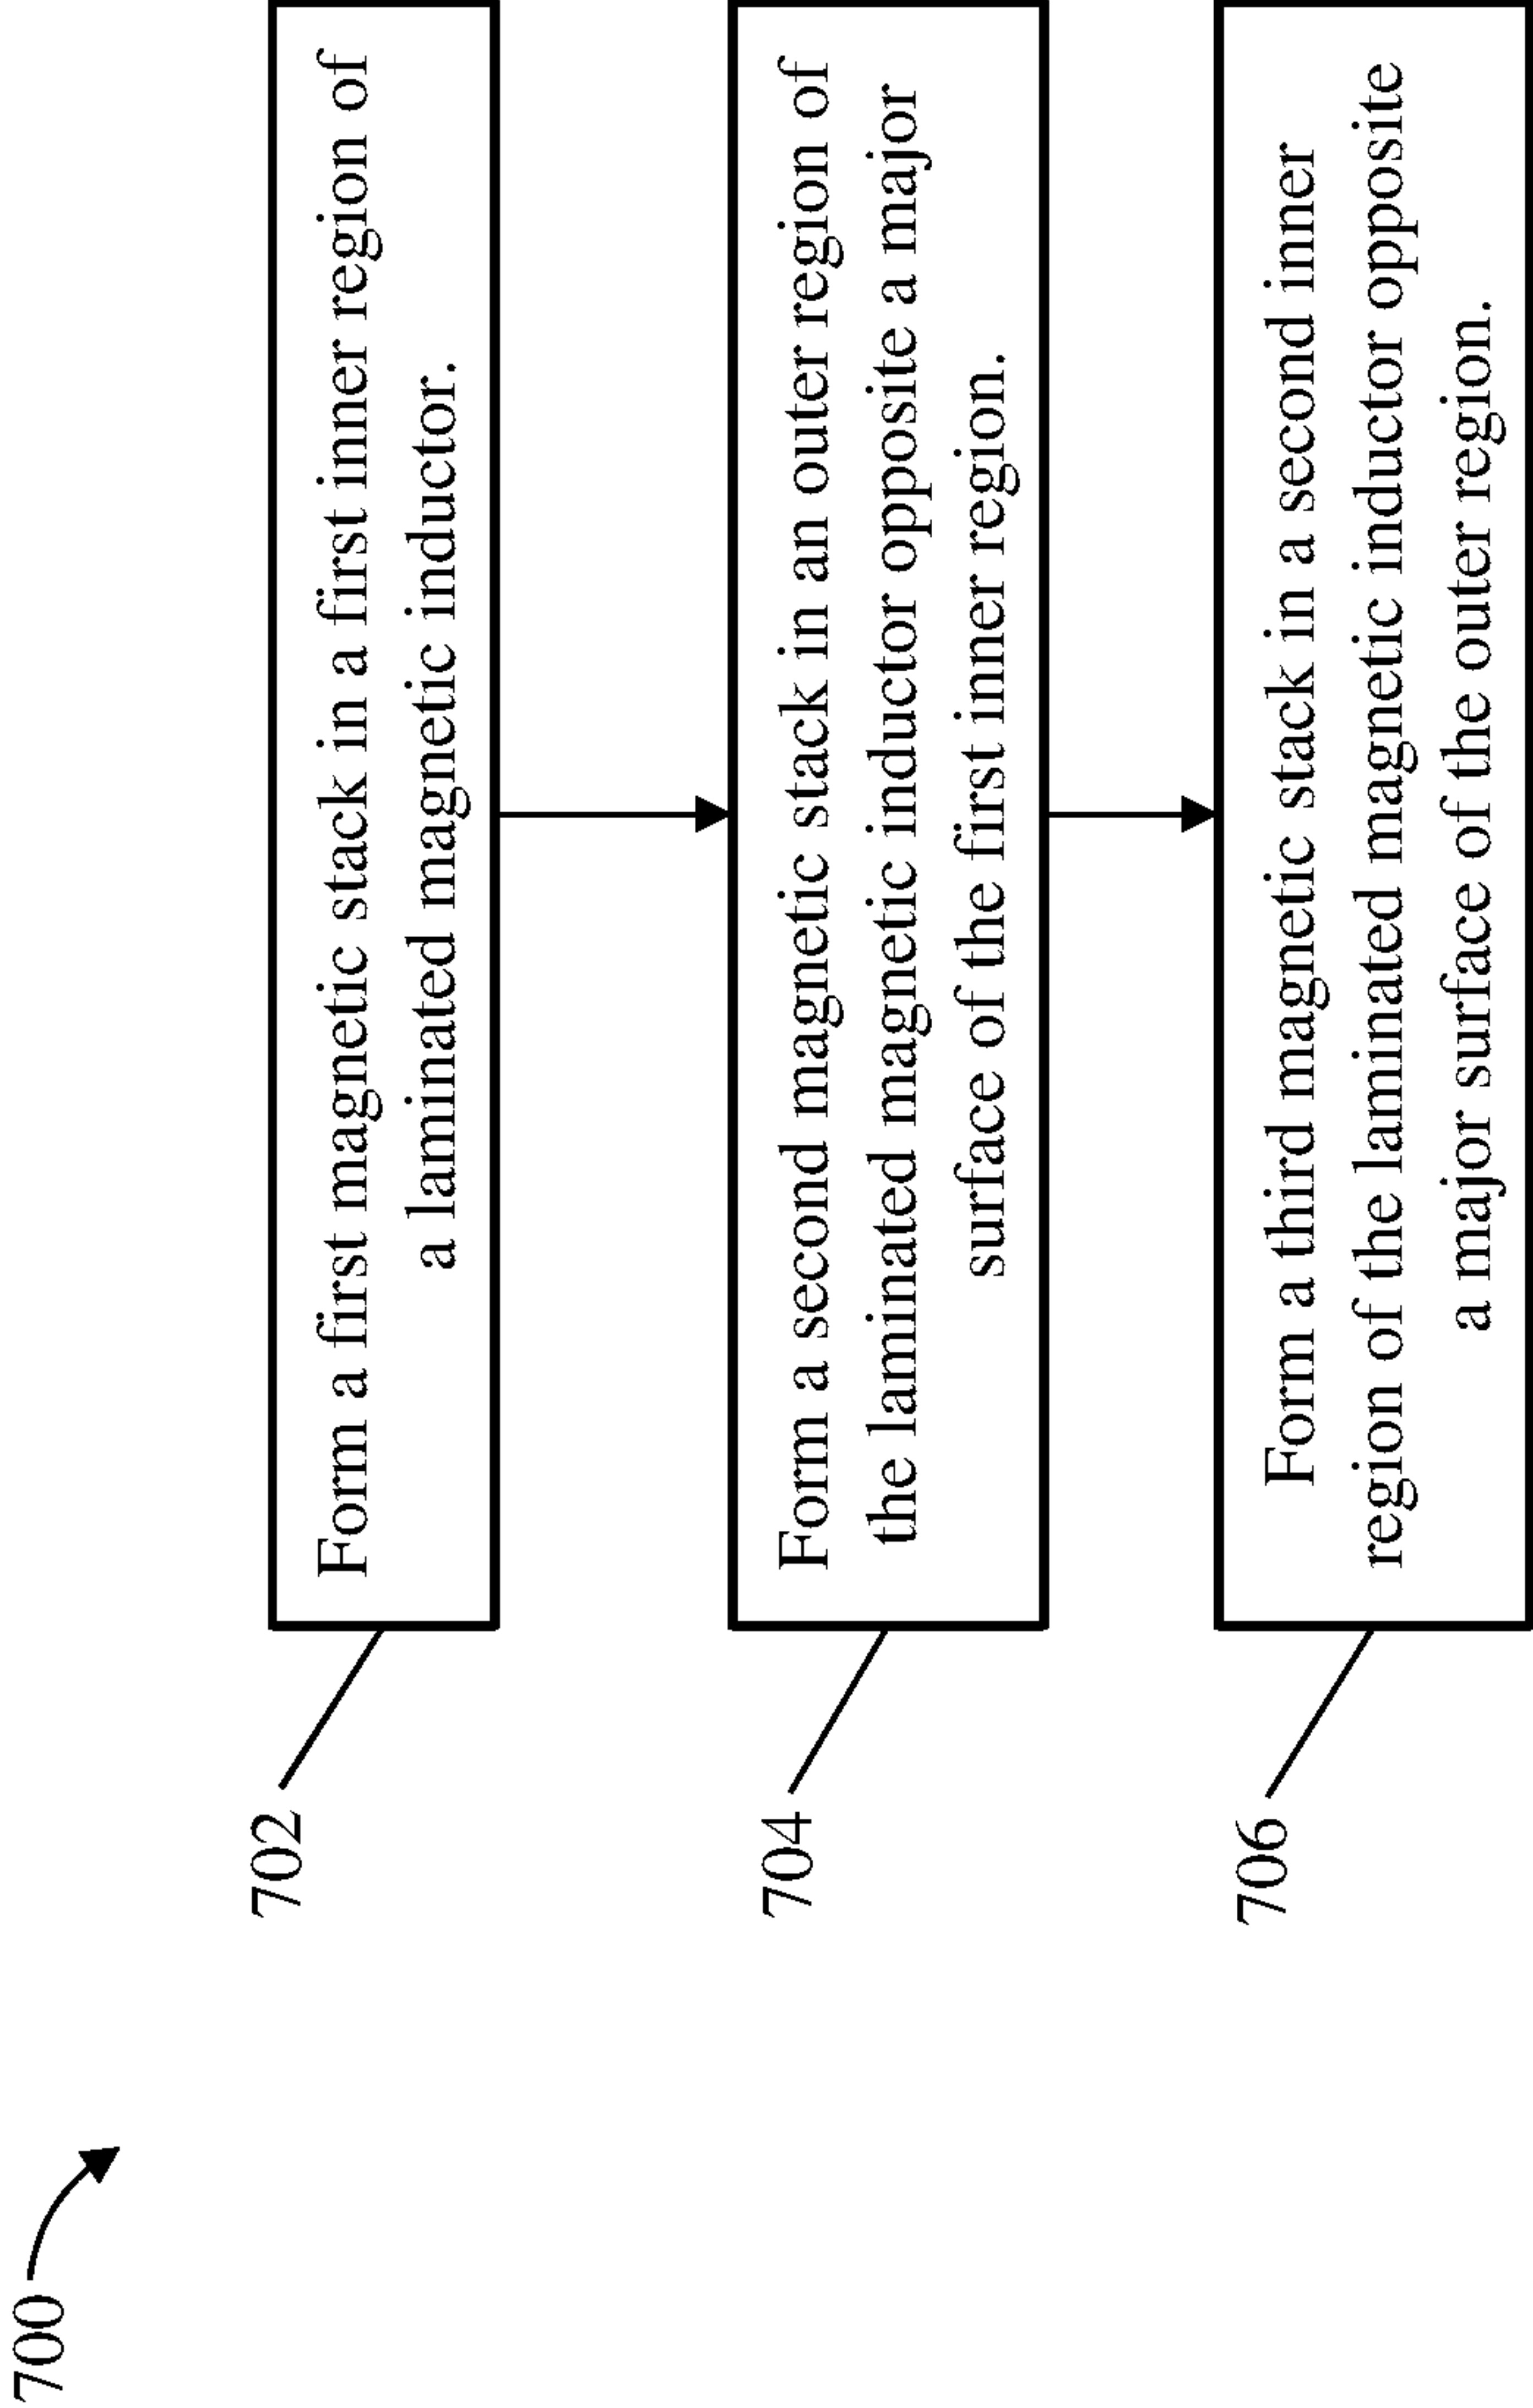 700
702
Form a first magnetic stack in a first inner region of
a laminated magnetic inductor.
704
Form a second magnetic stack in an outer region of
the laminated magnetic inductor opposite a major
surface of the first inner region.
706
Form a third magnetic stack in a second inner
region of the laminated magnetic inductor opposite
a major surface of the outer region.